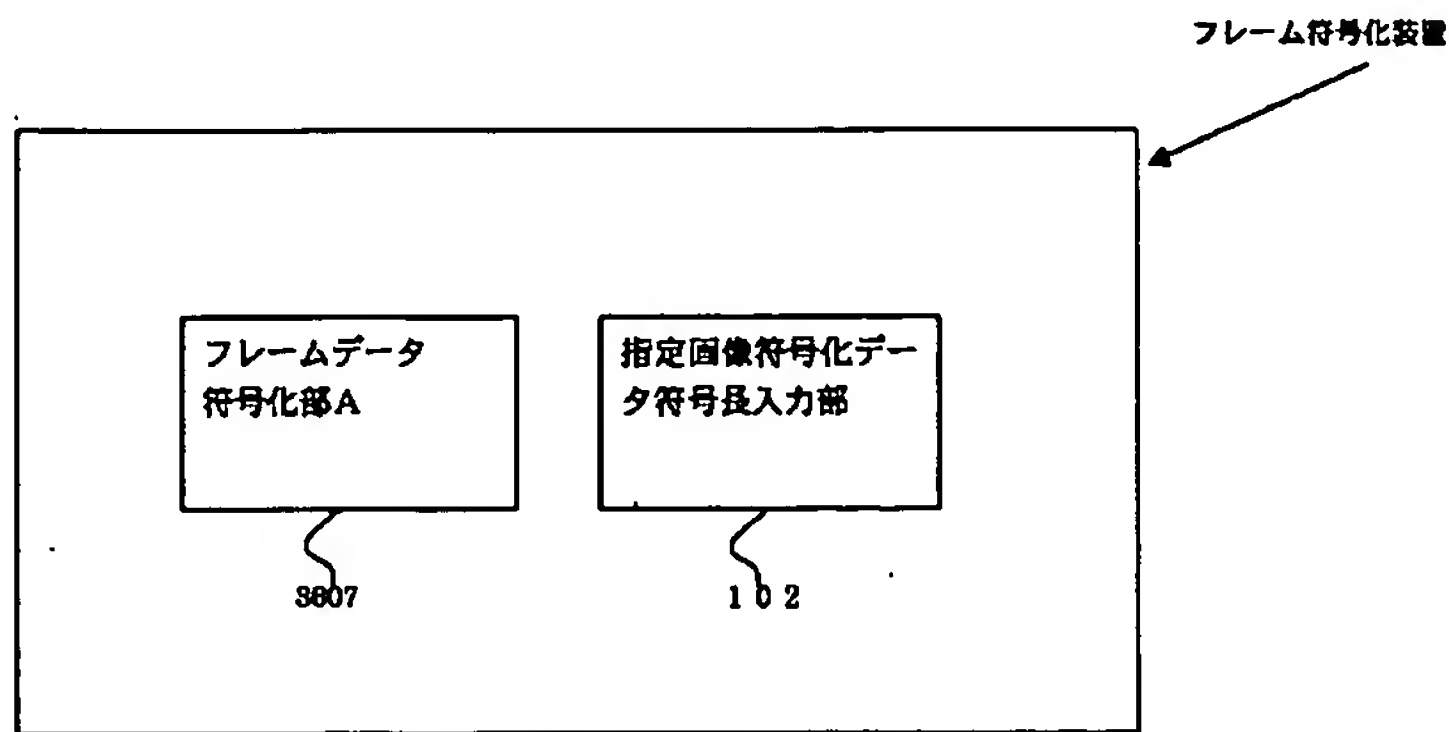 フレーム符号化装置
フレームデータ
符号化部A
指定画像符号化デー
タ符号長入力部
3607
102